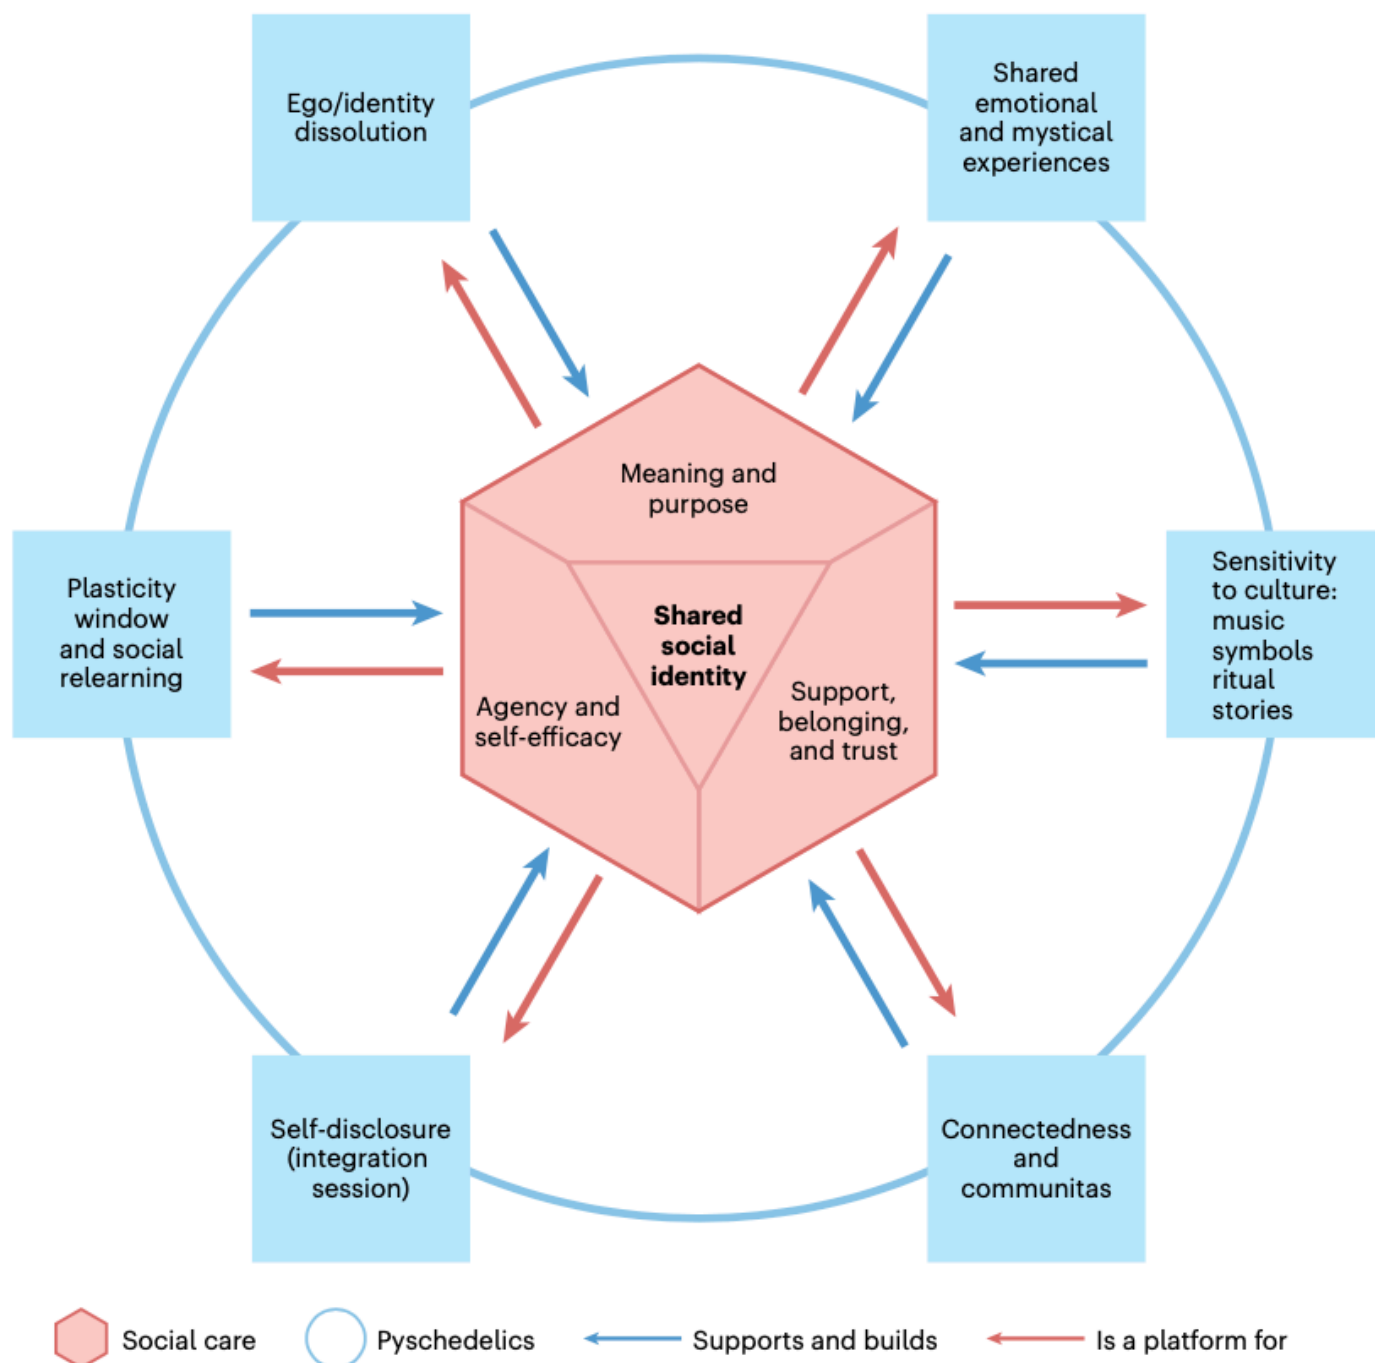 Ego/identity
dissolution
Shared
emotional
and mystical
experiences
Meaning and
purpose
Plasticity
window
and social
relearning
Shared
social
identity
Sensitivity
to culture:
music
symbols
ritual
stories
Agency and
self-efficacy
Support,
belonging,
and trust
Self-disclosure
(integration
session)
Connectedness
and
communitas
Social care
Pyschedelics
Supports and builds
Is a platform for